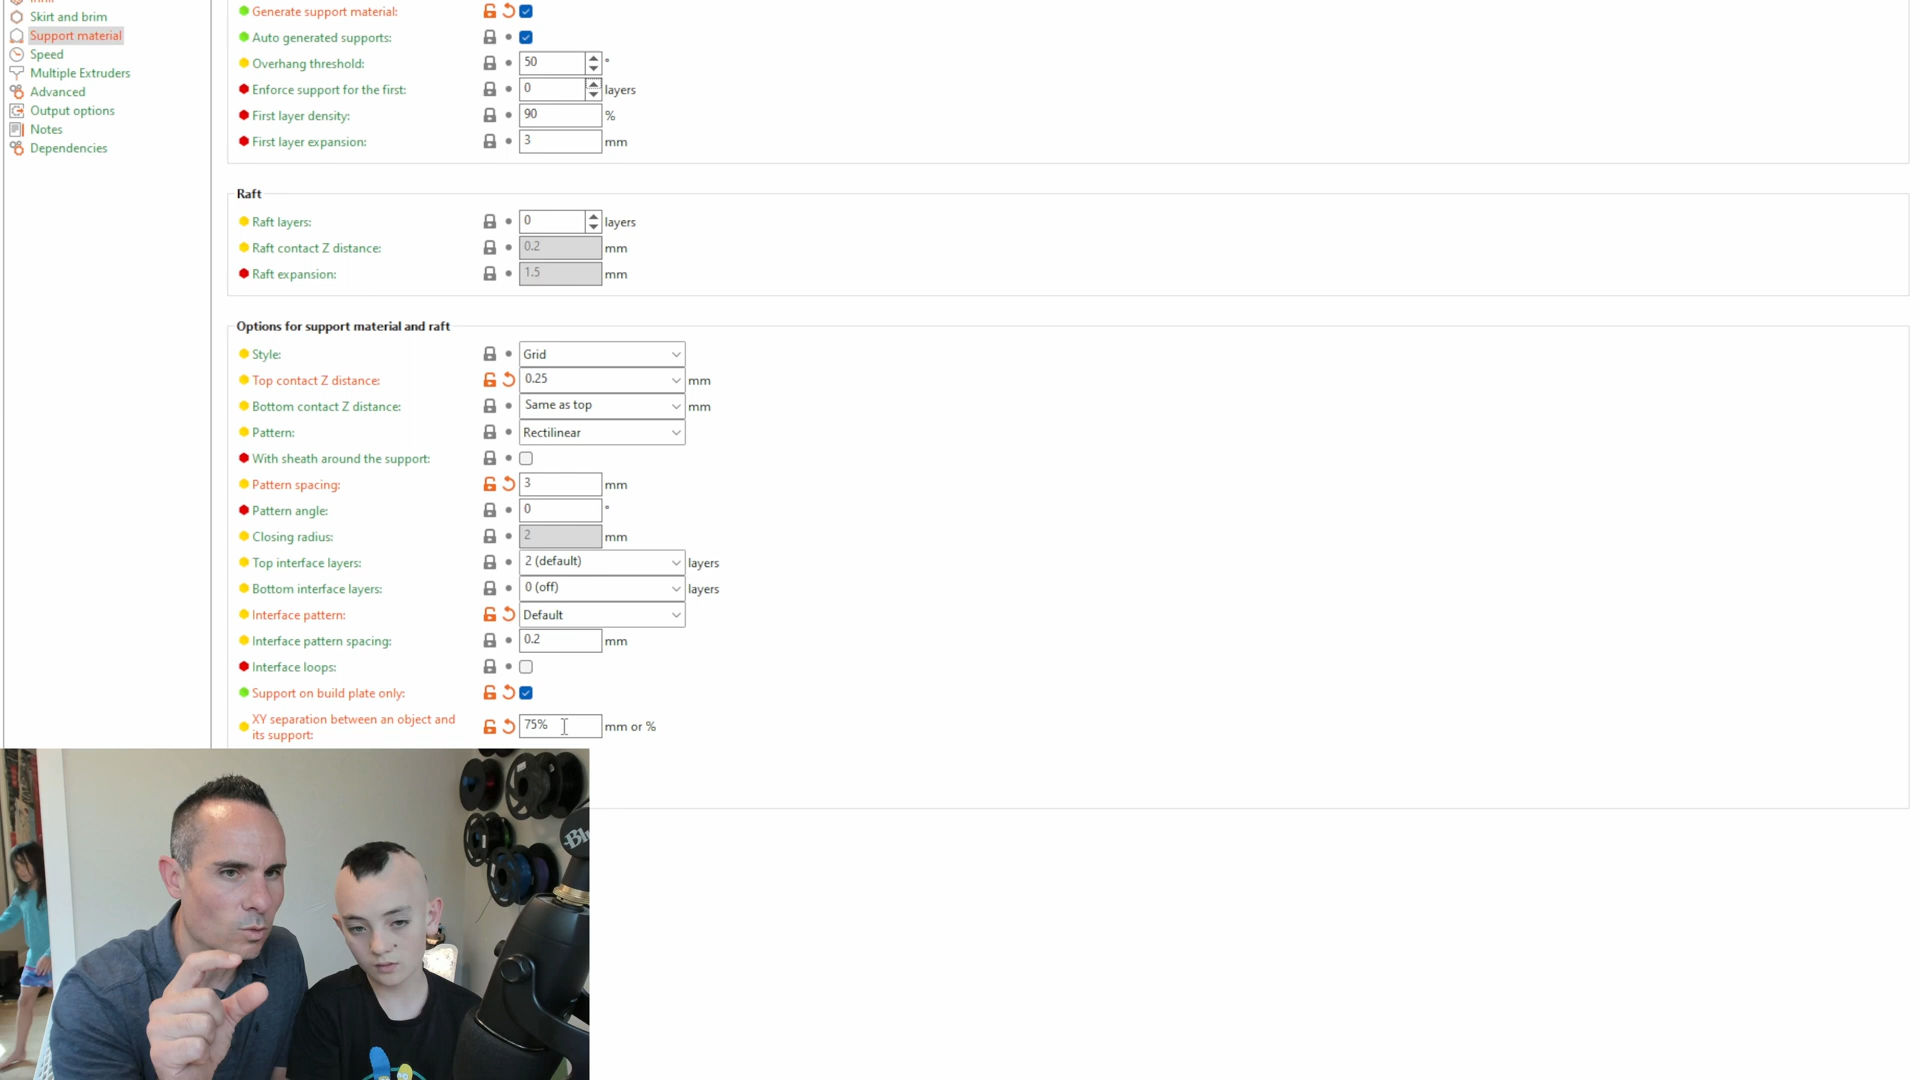 Skirt and brim
Support material
Speed
Multiple Extruders
Advanced
Output options
Notes
Dependencies
Generate support material:
Auto generated supports:
Overhang threshold: 50 °
Enforce support for the first: 0 layers
First layer density: 90 %
First layer expansion: 3 mm
Raft
Raft layers: 0 layers
Raft contact Z distance: 0.2 mm
Raft expansion: 1.5 mm
Options for support material and raft
Style: Grid
Top contact Z distance: 0.25 mm
Bottom contact Z distance: Same as top mm
Pattern: Rectilinear
With sheath around the support:
Pattern spacing: 3 mm
Pattern angle: 0 °
Closing radius: 2 mm
Top interface layers: 2 (default) layers
Bottom interface layers: 0 (off) layers
Interface pattern: Default
Interface pattern spacing: 0.2 mm
Interface loops:
Support on build plate only:
XY separation between an object and
its support: 75% mm or %